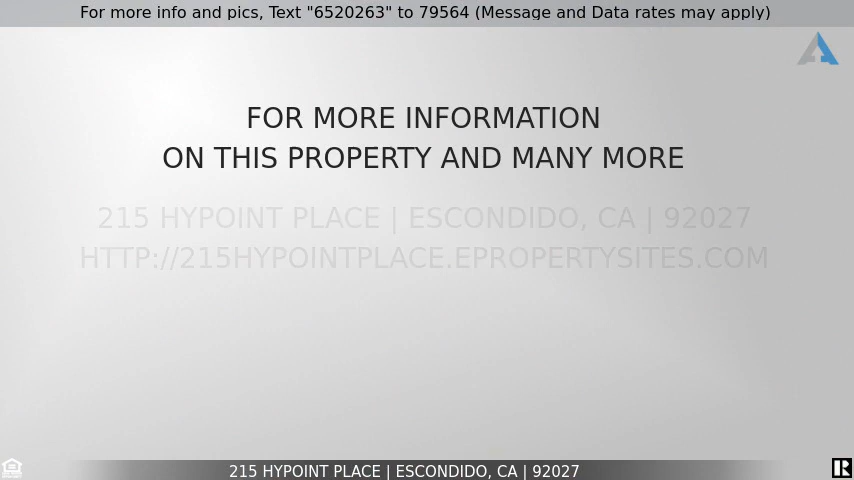 For more info and pics, Text "6520263" to 79564 (Message and Data rates may apply)
FOR MORE INFORMATION
ON THIS PROPERTY AND MANY MORE
215 HYPOINT PLACE | ESCONDIDO, CA | 92027
HTTP://215HYPOINTPLACE.EPROPERTYSITES.COM
215 HYPOINT PLACE | ESCONDIDO, CA | 92027